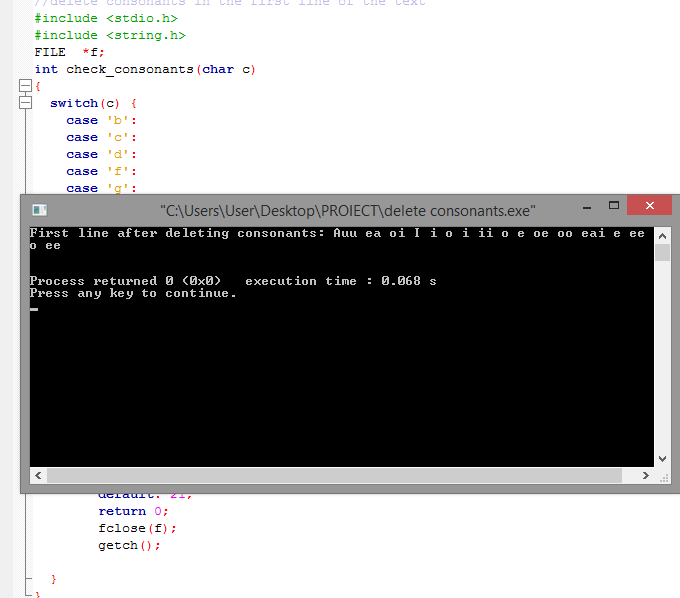 //delete consonants in the first line of the text
#include <stdio.h>
#include <string.h>
FILE  *f;
int check_consonants(char c)
{
switch(c) {
case 'b':
case 'c':
case 'd':
case 'f':
case 'g':
"C:\Users\User\Desktop\PROIECT\delete consonants.exe"
First line after deleting consonants: Auu ea oi I i o i ii o e oe oo eai e ee
o ee
Process returned 0 (0x0)   execution time : 0.068 s
Press any key to continue.
default: 21;
return 0;
fclose(f);
getch();
}
}